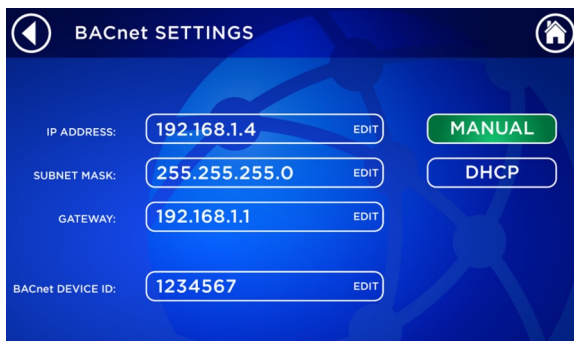 BACnet SETTINGS
IP ADDRESS: 192.168.1.4 EDIT MANUAL
SUBNET MASK: 255.255.255.0 EDIT DHCP
GATEWAY: 192.168.1.1 EDIT
BACnet DEVICE ID: 1234567 EDIT